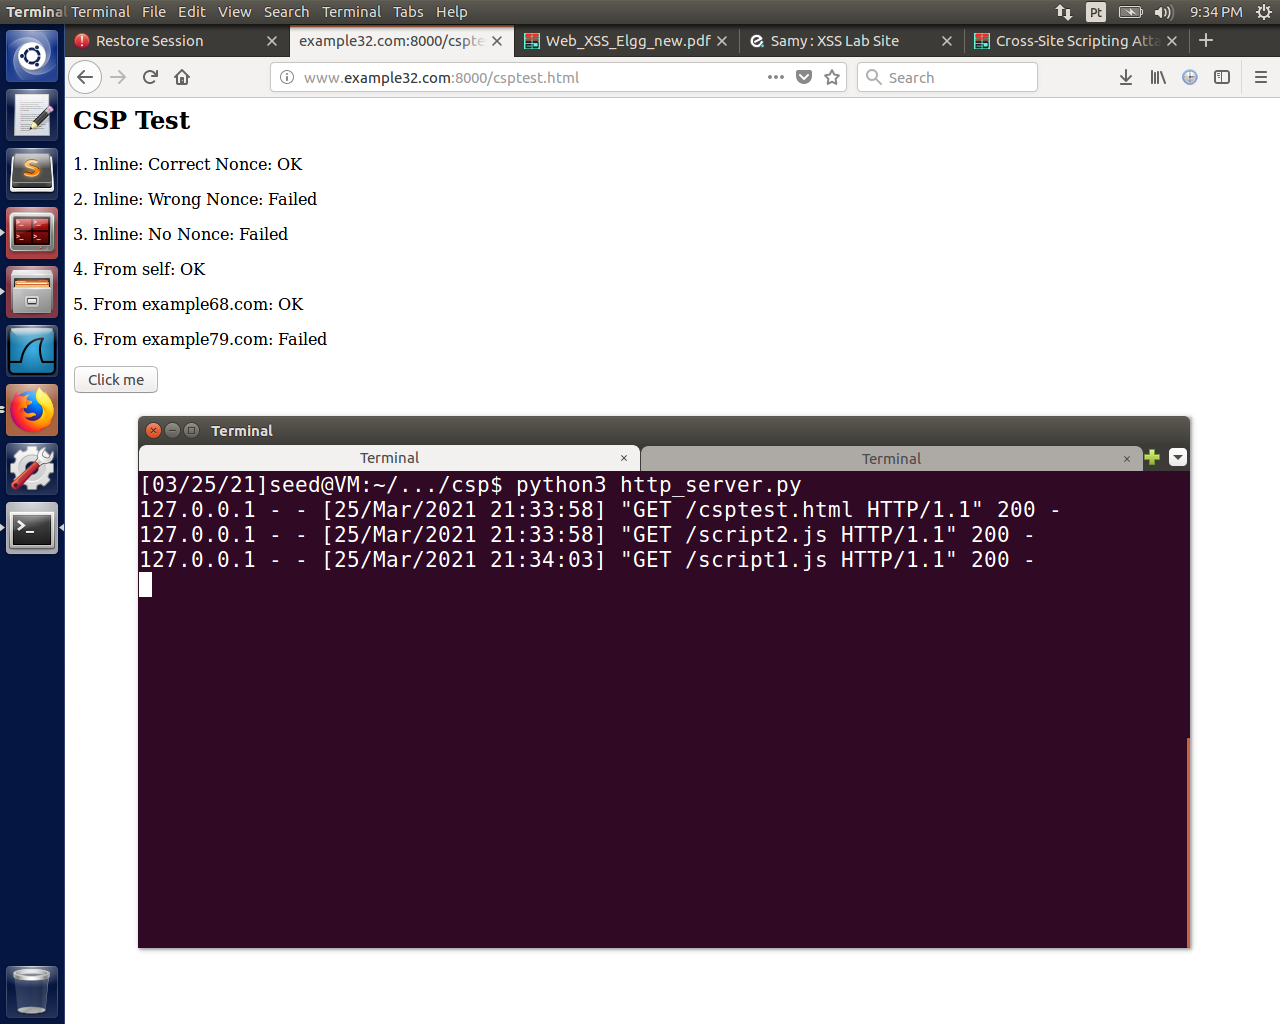 Terminal Terminal File Edit View Search Terminal Tabs Help Pt 9:34 PM
Restore Session example32.com:8000/cspte Web_XSS_Elgg_new.pdf Samy : XSS Lab Site Cross-Site Scripting Atta
www.example32.com:8000/csptest.html Search
CSP Test
1. Inline: Correct Nonce: OK
2. Inline: Wrong Nonce: Failed
3. Inline: No Nonce: Failed
4. From self: OK
5. From example68.com: OK
6. From example79.com: Failed
Click me
Terminal
Terminal Terminal
[03/25/21]seed@VM:~/.../csp$ python3 http_server.py
127.0.0.1 - - [25/Mar/2021 21:33:58] "GET /csptest.html HTTP/1.1" 200 -
127.0.0.1 - - [25/Mar/2021 21:33:58] "GET /script2.js HTTP/1.1" 200 -
127.0.0.1 - - [25/Mar/2021 21:34:03] "GET /script1.js HTTP/1.1" 200 -